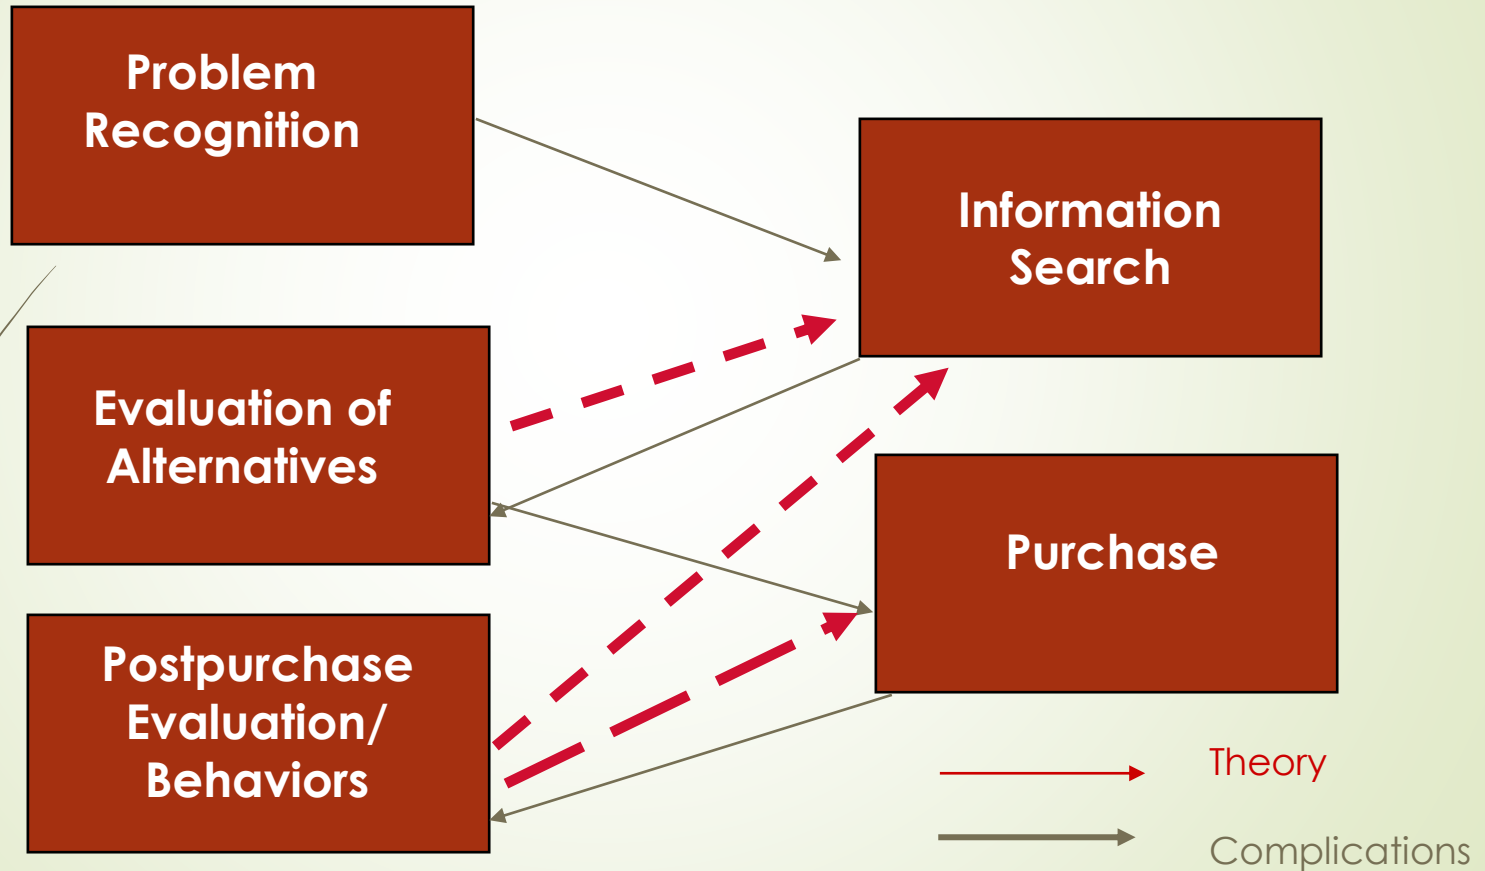 Problem
Recognition
Information
Search
Evaluation of
Alternatives
Purchase
Postpurchase
Evaluation/
Behaviors
Theory
Complications